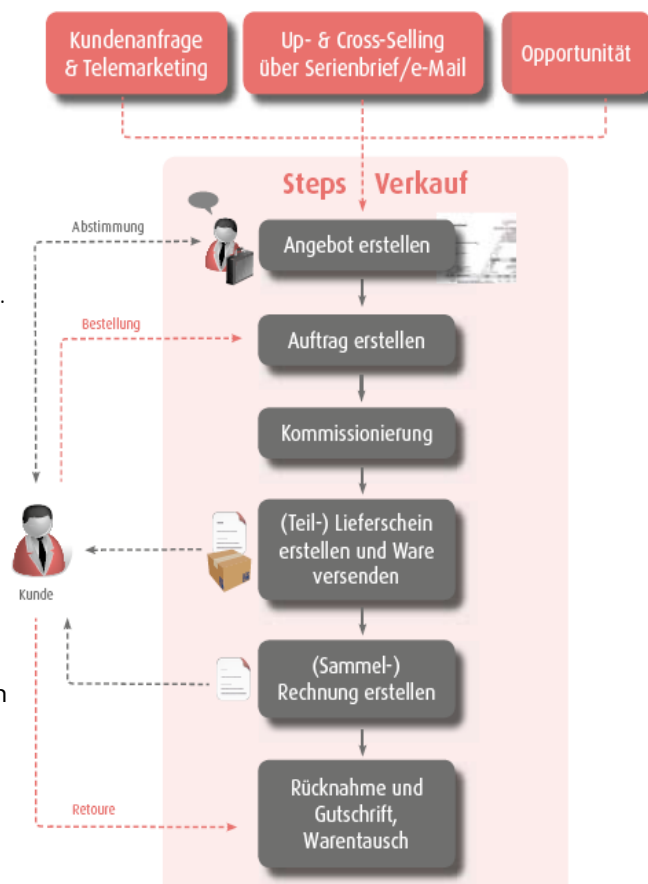 Kundenanfrage
& Telemarketing
Up- & Cross-Selling
über Serienbrief/e-Mail
Opportunität
Steps Verkauf
Abstimmung
Angebot erstellen
.
Bestellung
Auftrag erstellen
Kommissionierung
(Teil-) Lieferschein
erstellen und Ware
versenden
Kunde
(Sammel-)
Rechnung erstellen
n
Rücknahme und
Gutschrift,
Warentausch
Retoure